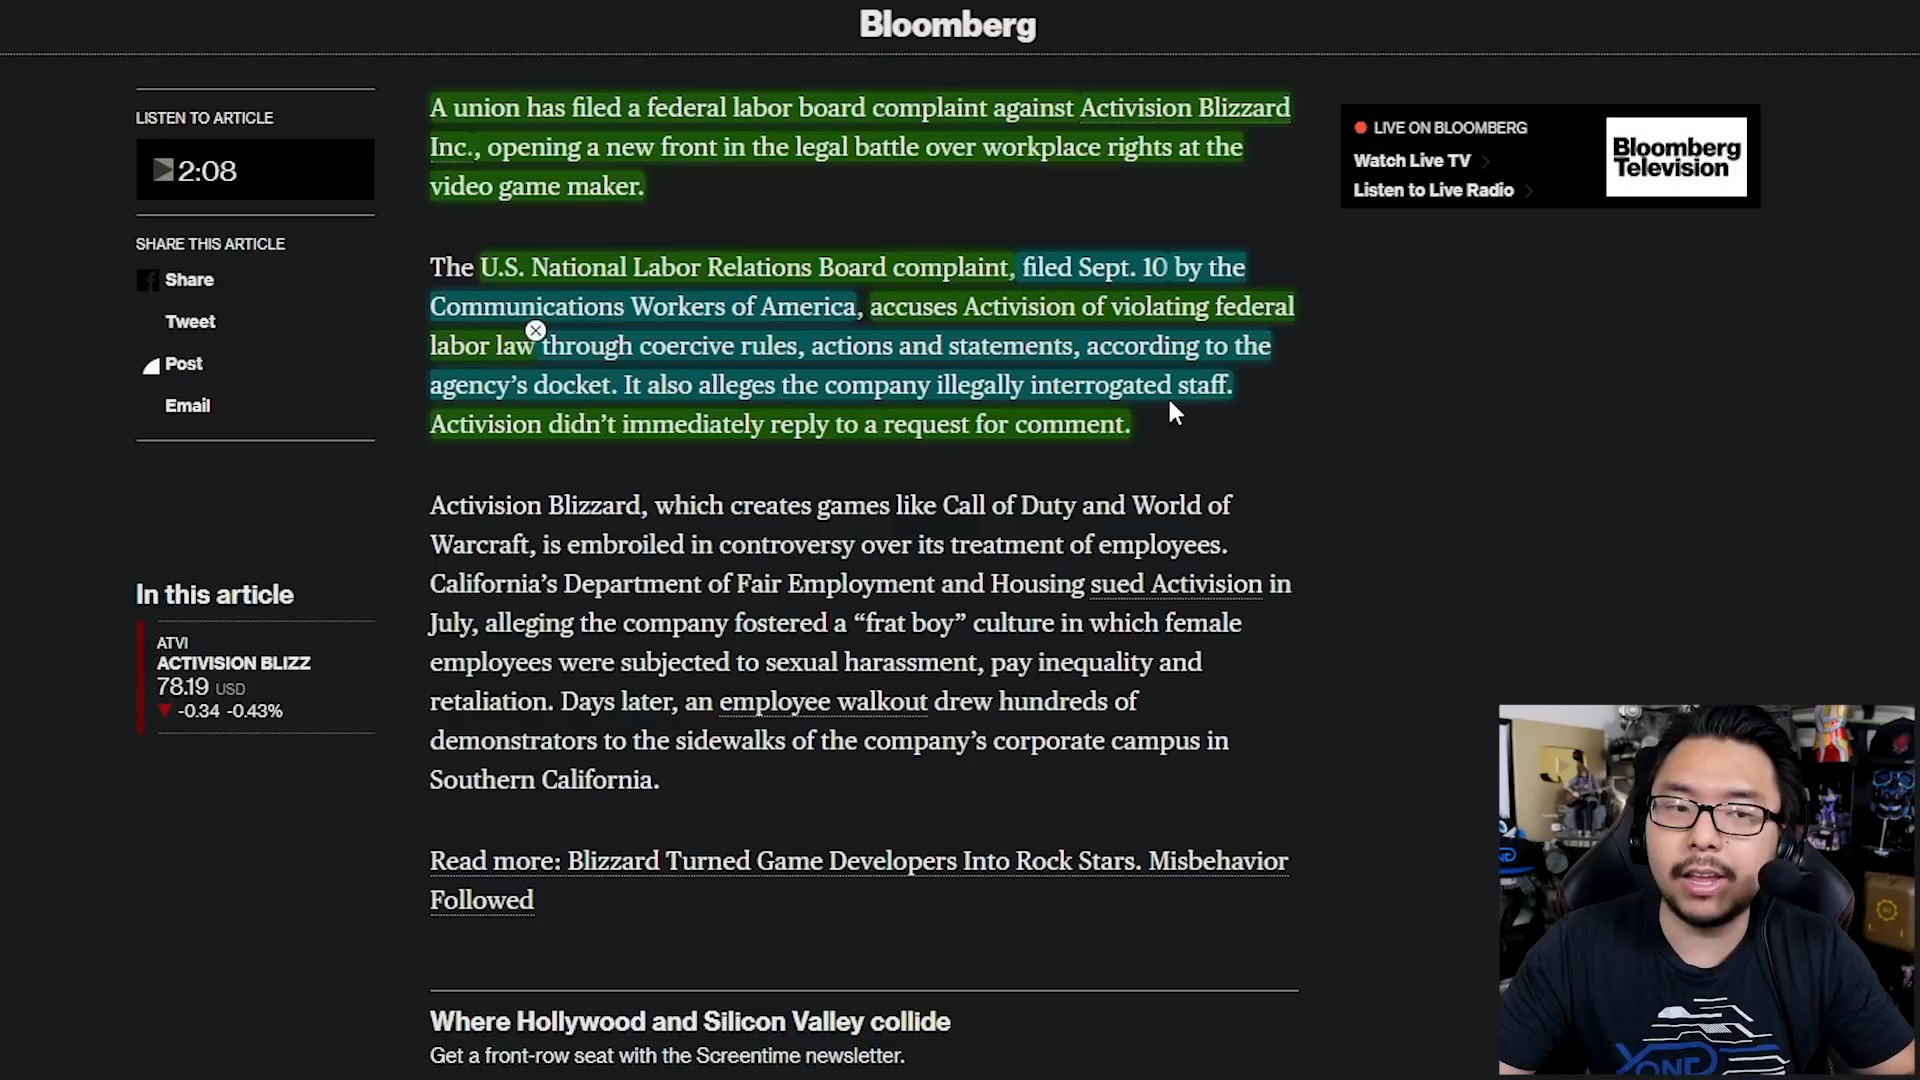 Bloomberg
LISTEN TO ARTICLE
2:08
SHARE THIS ARTICLE
Share
Tweet
Post
Email
In this article
ATVI
ACTIVISION BLIZZ
78.19 USD
-0.34 -0.43%
A union has filed a federal labor board complaint against Activision Blizzard
Inc., opening a new front in the legal battle over workplace rights at the
video game maker.
The U.S. National Labor Relations Board complaint, filed Sept. 10 by the
Communications Workers of America, accuses Activision of violating federal
labor law through coercive rules, actions and statements, according to the
agency’s docket. It also alleges the company illegally interrogated staff.
Activision didn’t immediately reply to a request for comment.
Activision Blizzard, which creates games like Call of Duty and World of
Warcraft, is embroiled in controversy over its treatment of employees.
California’s Department of Fair Employment and Housing sued Activision in
July, alleging the company fostered a “frat boy” culture in which female
employees were subjected to sexual harassment, pay inequality and
retaliation. Days later, an employee walkout drew hundreds of
demonstrators to the sidewalks of the company’s corporate campus in
Southern California.
Read more: Blizzard Turned Game Developers Into Rock Stars. Misbehavior
Followed
Where Hollywood and Silicon Valley collide
Get a front-row seat with the Screentime newsletter.
LIVE ON BLOOMBERG
Watch Live TV
Listen to Live Radio
Bloomberg
Television
YONG